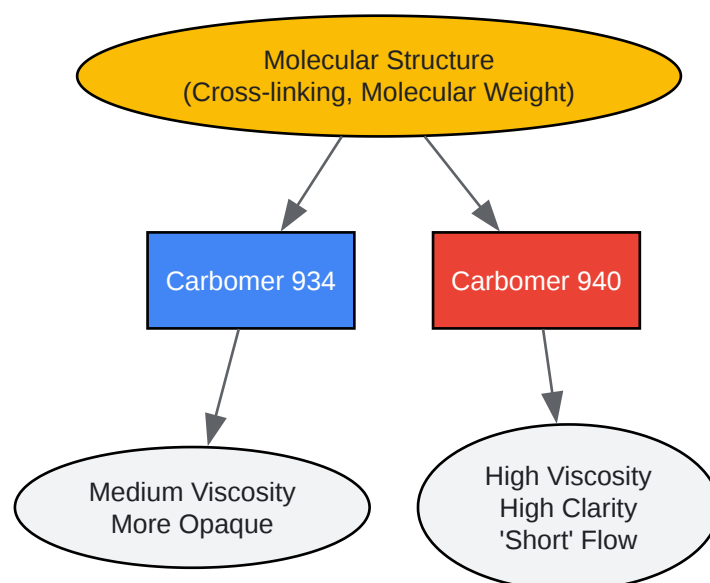 Molecular Structure
(Cross-linking, Molecular Weight)
Carbomer 934
Carbomer 940
Medium Viscosity
More Opaque
High Viscosity
High Clarity
'Short' Flow